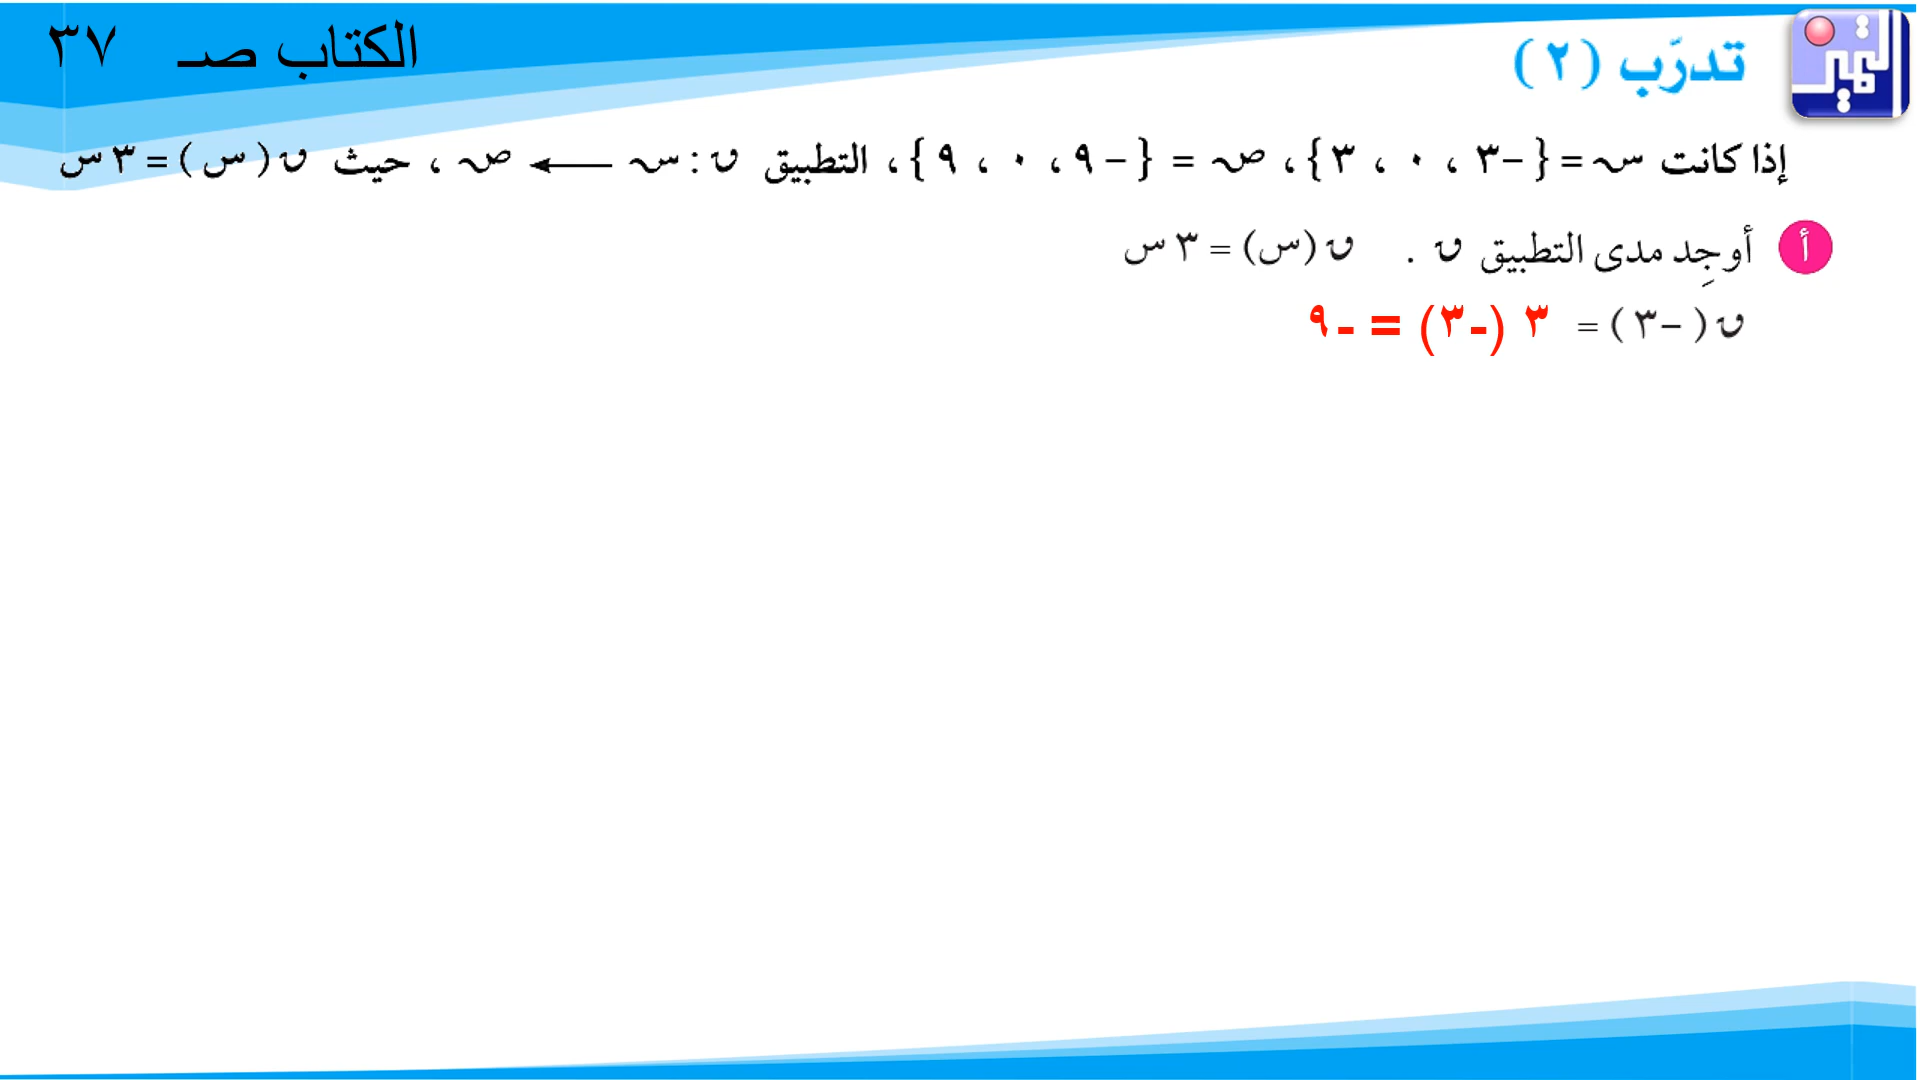 الكتاب صـ ٣٧
تدرّب (٢)
إذا كانت س = {-٣ ، ٠ ، ٣} ، ص = {-٩ ، ٠ ، ٩} ، التطبيق ن : س ← ص ، حيث ن (س) = ٣ س
أ أوجِد مدى التطبيق ن . ن (س) = ٣ س
ن (-٣) = ٣ (-٣) = -٩
التميز